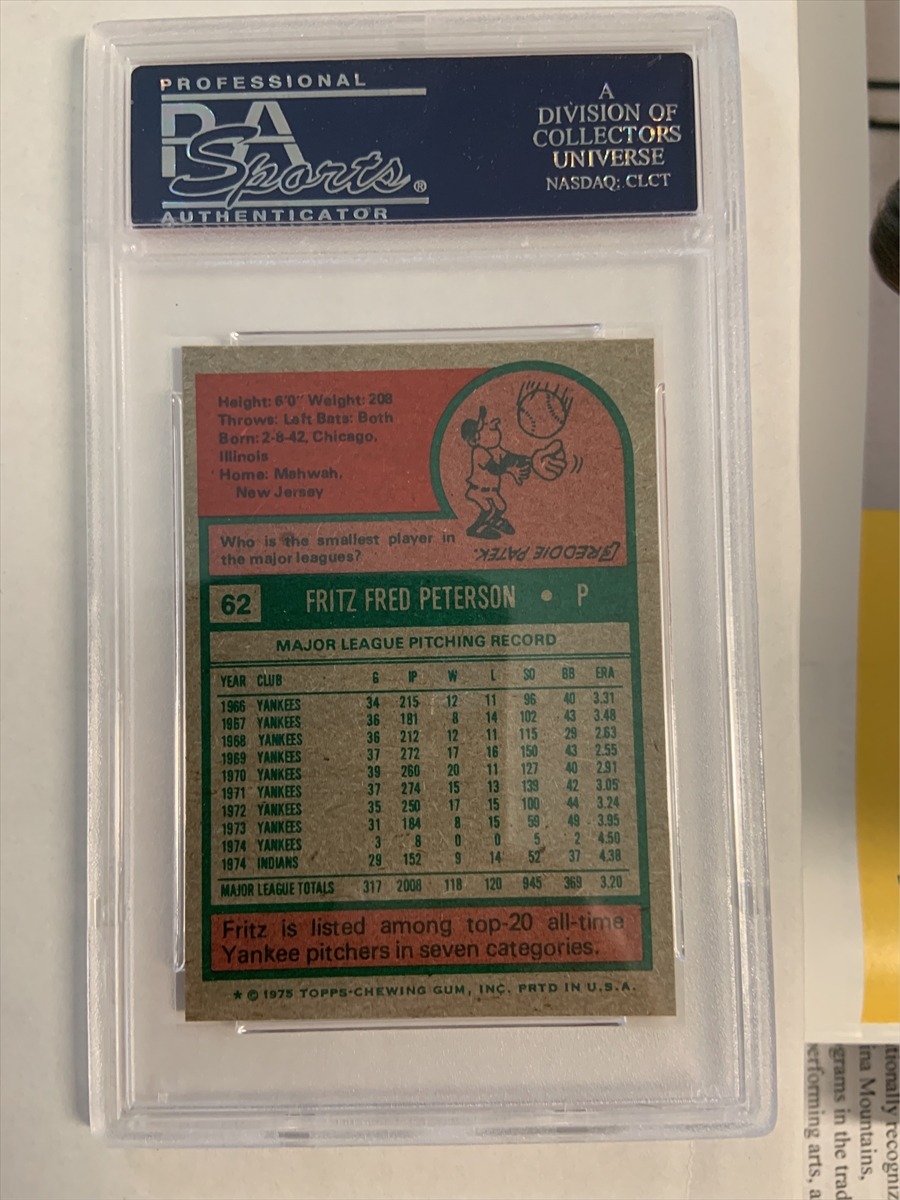 PROFESSIONAL
PSA
Sports®
AUTHENTICATOR
A
DIVISION OF
COLLECTORS
UNIVERSE
NASDAQ: CLCT
Height: 6'0" Weight: 208
Throws: Left Bats: Both
Born: 2-8-42, Chicago,
Illinois
Home: Mahwah,
New Jersey
Who is the smallest player in
the major leagues?
FREDDIE PATEK.
62 FRITZ FRED PETERSON • P
MAJOR LEAGUE PITCHING RECORD
YEAR CLUB G IP W L SO BB ERA
1966 YANKEES 34 215 12 11 96 40 3.31
1967 YANKEES 36 181 8 14 102 43 3.48
1968 YANKEES 36 212 12 11 115 29 2.63
1969 YANKEES 37 272 17 16 150 43 2.55
1970 YANKEES 39 260 20 11 127 40 2.91
1971 YANKEES 37 274 15 13 139 42 3.05
1972 YANKEES 35 250 17 15 100 44 3.24
1973 YANKEES 31 184 8 15 59 49 3.95
1974 YANKEES 3 8 0 0 5 2 4.50
1974 INDIANS 29 152 9 14 52 37 4.38
MAJOR LEAGUE TOTALS 317 2008 118 120 945 369 3.20
Fritz is listed among top-20 all-time
Yankee pitchers in seven categories.
* © 1975 TOPPS-CHEWING GUM, INC. PRTD IN U.S.A.
ina Mountains,
grams in the
performing arts,